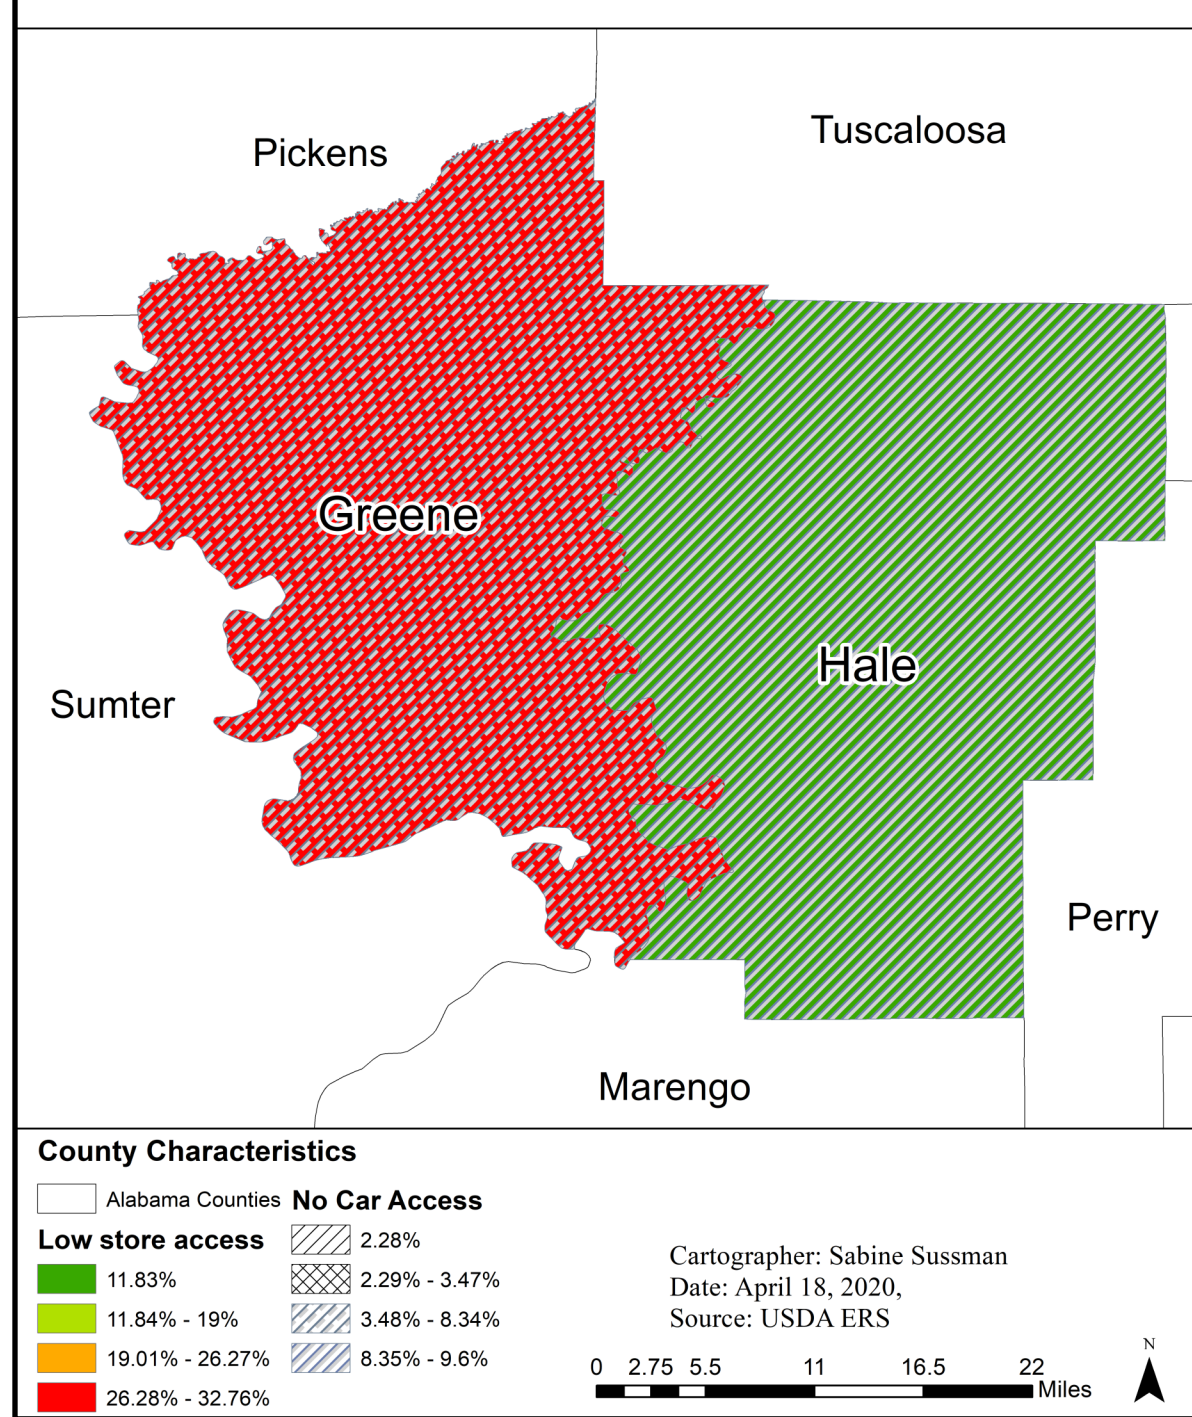 Pickens
Tuscaloosa
Greene
Hale
Sumter
Perry
Marengo
County Characteristics
Alabama Counties
Low store access
11.83%
11.84% - 19%
19.01% - 26.27%
26.28% - 32.76%
No Car Access
2.28%
2.29% - 3.47%
3.48% - 8.34%
8.35% - 9.6%
Cartographer: Sabine Sussman
Date: April 18, 2020,
Source: USDA ERS
0 2.75 5.5 11 16.5 22
Miles
N